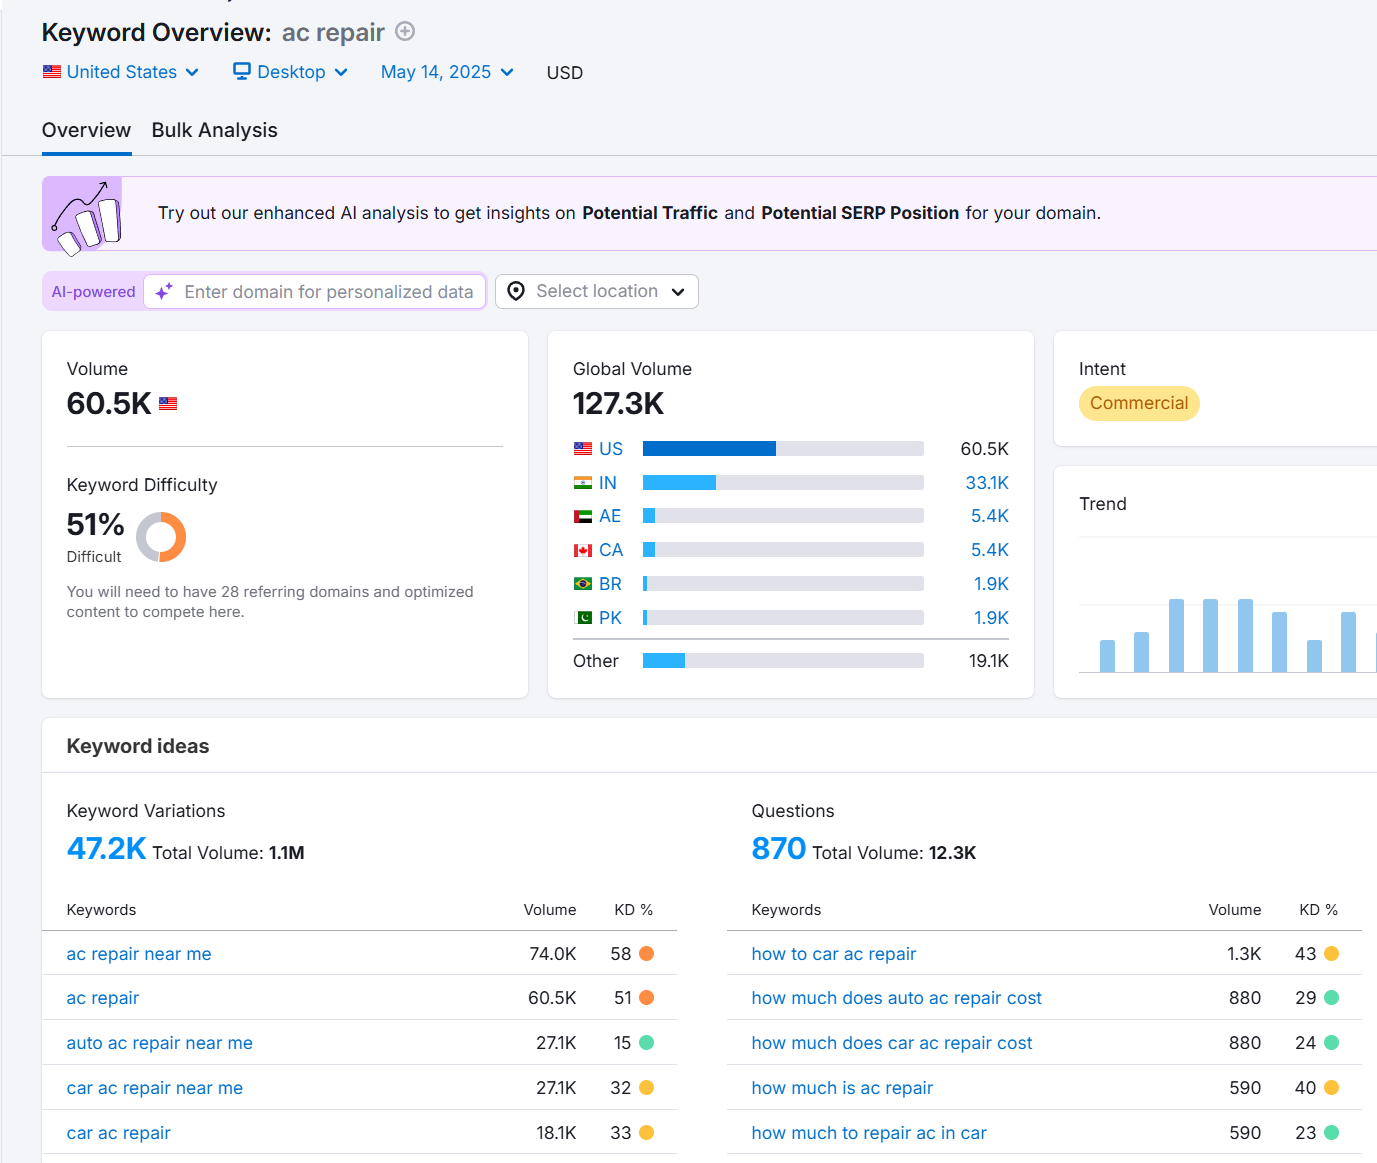 Keyword Overview: ac repair
United States Desktop May 14, 2025 USD
Overview Bulk Analysis
Try out our enhanced AI analysis to get insights on Potential Traffic and Potential SERP Position for your domain.
AI-powered Enter domain for personalized data Select location
Volume
60.5K
Keyword Difficulty
51%
Difficult
You will need to have 28 referring domains and optimized
content to compete here.
Global Volume
127.3K
US 60.5K
IN 33.1K
AE 5.4K
CA 5.4K
BR 1.9K
PK 1.9K
Other 19.1K
Intent
Commercial
Trend
Keyword ideas
Keyword Variations
47.2K Total Volume: 1.1M
Keywords Volume KD %
ac repair near me 74.0K 58
ac repair 60.5K 51
auto ac repair near me 27.1K 15
car ac repair near me 27.1K 32
car ac repair 18.1K 33
Questions
870 Total Volume: 12.3K
Keywords Volume KD %
how to car ac repair 1.3K 43
how much does auto ac repair cost 880 29
how much does car ac repair cost 880 24
how much is ac repair 590 40
how much to repair ac in car 590 23